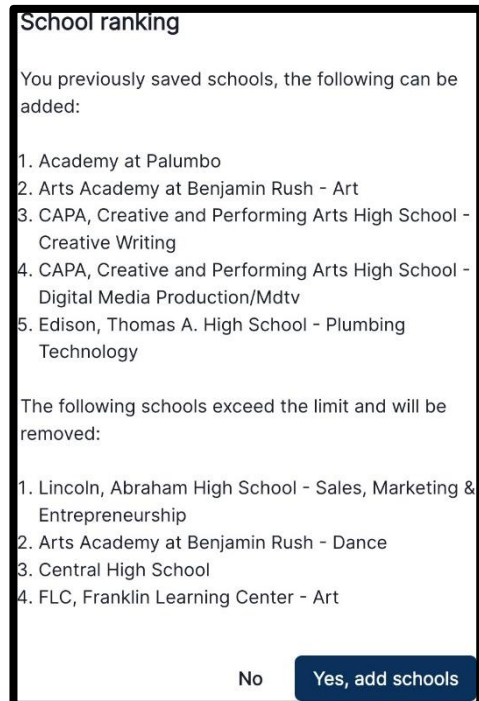 School ranking
You previously saved schools, the following can be
added:
1. Academy at Palumbo
2. Arts Academy at Benjamin Rush - Art
3. CAPA, Creative and Performing Arts High School -
Creative Writing
4. CAPA, Creative and Performing Arts High School -
Digital Media Production/Mdtv
5. Edison, Thomas A. High School - Plumbing
Technology
The following schools exceed the limit and will be
removed:
1. Lincoln, Abraham High School - Sales, Marketing &
Entrepreneurship
2. Arts Academy at Benjamin Rush - Dance
3. Central High School
4. FLC, Franklin Learning Center - Art
No Yes, add schools